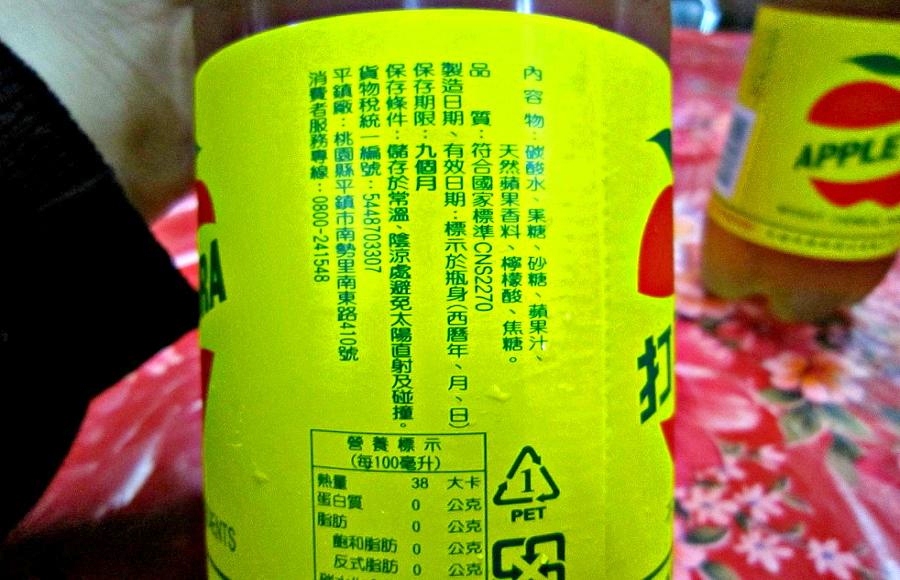 內容物：碳酸水、果糖、砂糖、蘋果汁、
天然蘋果香料、檸檬酸、焦糖。
品質：符合國家標準CNS2270
製造日期、有效日期：標示於瓶身(西曆年、月、日)
保存期限：九個月
保存條件：儲存於常溫、陰涼處避免太陽直射及碰撞。
貨物稅統一編號：5448703307
平鎮廠：桃園縣平鎮市南勢里南東路410號
消費者服務專線：0800-241548
營養標示
(每100毫升)
熱量 38 大卡
蛋白質 0 公克
脂肪 0 公克
飽和脂肪 0 公克
反式脂肪 0 公克
1
PET
打
RA
ENTS
APPLE